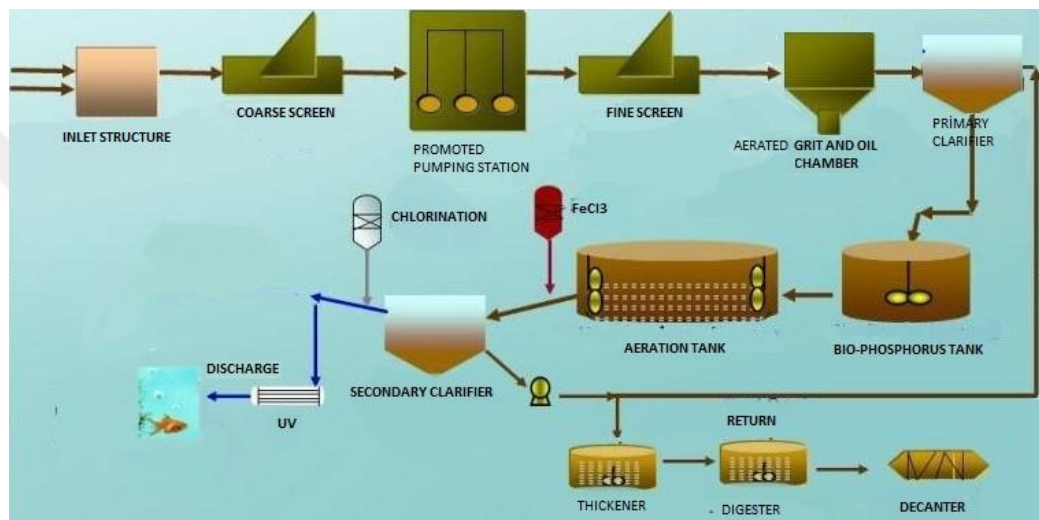 INLET STRUCTURE
COARSE SCREEN
PROMOTED
PUMPING STATION
FINE SCREEN
AERATED GRIT AND OIL
CHAMBER
PRİMARY
CLARIFIER
CHLORINATION
FeCI3
AERATION TANK
BIO-PHOSPHORUS TANK
DISCHARGE
SECONDARY CLARIFIER
UV
RETURN
THICKENER
DIGESTER
DECANTER